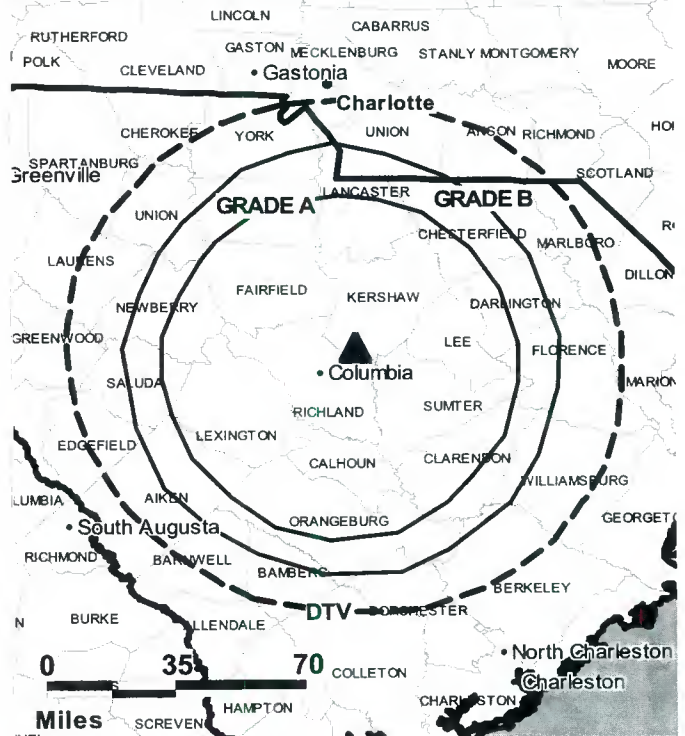 LINCOLN
CABARRUS
RUTHERFORD
GASTON
MECKLENBURG
STANLY
MONTGOMERY
POLK
CLEVELAND
Gastonia
MOORE
Charlotte
CHEROKEE
YORK
UNION
ANSON
RICHMOND
SPARTANBURG
Greenville
SCOTLAND
LANCASTER
GRADE A
GRADE B
UNION
CHESTERFIELD
MARLBORO
LAURENS
DILLON
FAIRFIELD
KERSHAW
NEWBERRY
DARLINGTON
GREENWOOD
LEE
FLORENCE
Columbia
SALUDA
MARION
RICHLAND
SUMTER
LEXINGTON
EDGEFIELD
CALHOUN
CLARENDON
WILLIAMSBURG
LUMBIA
AIKEN
ORANGEBURG
GEORGET
South Augusta
RICHMOND
BARNWELL
BAMBERG
BERKELEY
DTV
DORCHESTER
N
BURKE
LLENDALE
North Charleston
0 35 70
COLLETON
Charleston
CHARLESTON
HAMPTON
Miles
SCREVEN